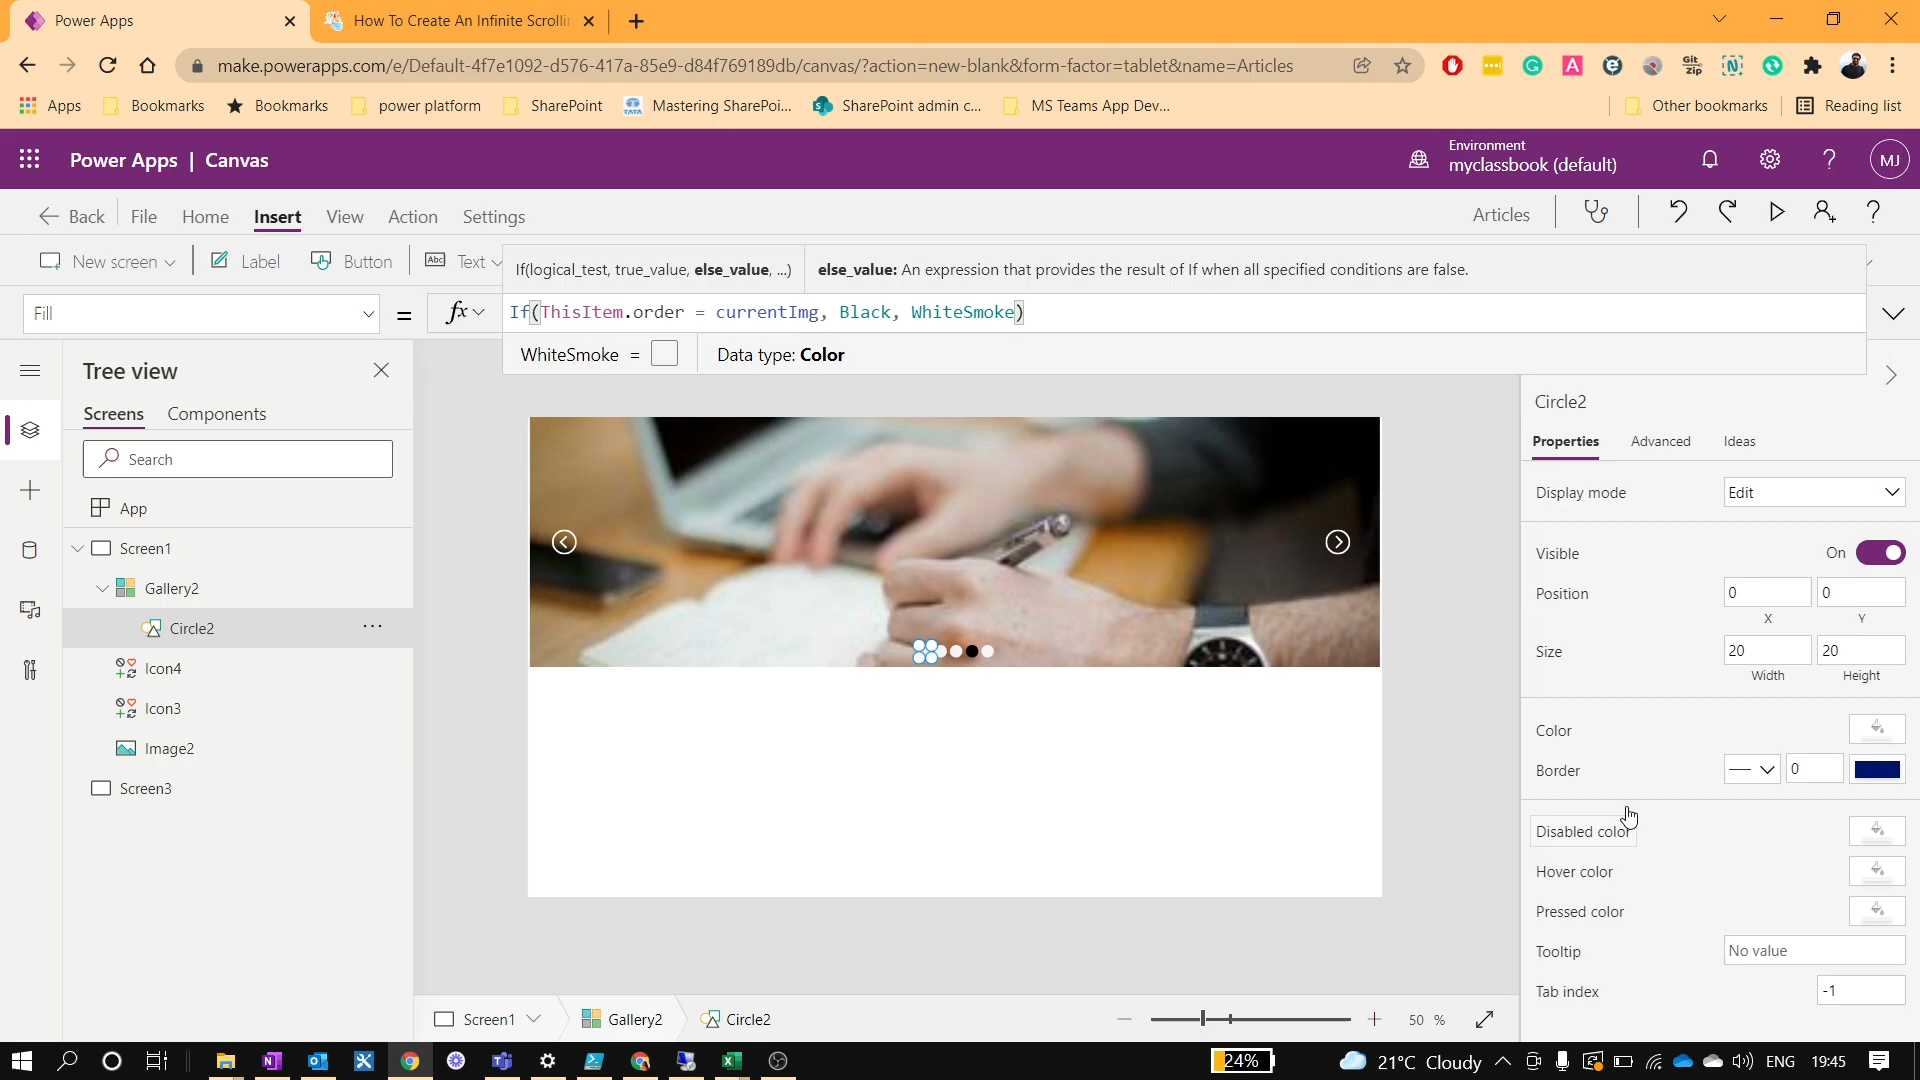 Power Apps
How To Create An Infinite Scrollin
make.powerapps.com/e/Default-4f7e1092-d576-417a-85e9-d84f769189db/canvas/?action=new-blank&form-factor=tablet&name=Articles
Apps Bookmarks Bookmarks power platform SharePoint Mastering SharePoi... SharePoint admin c... MS Teams App Dev... Other bookmarks Reading list
Power Apps | Canvas
Environment
myclassbook (default)
MJ
Back File Home Insert View Action Settings Articles
New screen Label Button Abc Text
If(logical_test, true_value, else_value, ...) else_value: An expression that provides the result of If when all specified conditions are false.
Fill = fx If(ThisItem.order = currentImg, Black, WhiteSmoke)
WhiteSmoke = Data type: Color
Tree view
Screens Components
Search
App
Screen1
Gallery2
Circle2 ...
Icon4
Icon3
Image2
Screen3
Circle2
Properties Advanced Ideas
Display mode Edit
Visible On
Position 0 0
X Y
Size 20 20
Width Height
Color
Border 0
Disabled color
Hover color
Pressed color
Tooltip No value
Tab index -1
Screen1 Gallery2 Circle2 50 %
24% 21°C Cloudy ENG 19:45